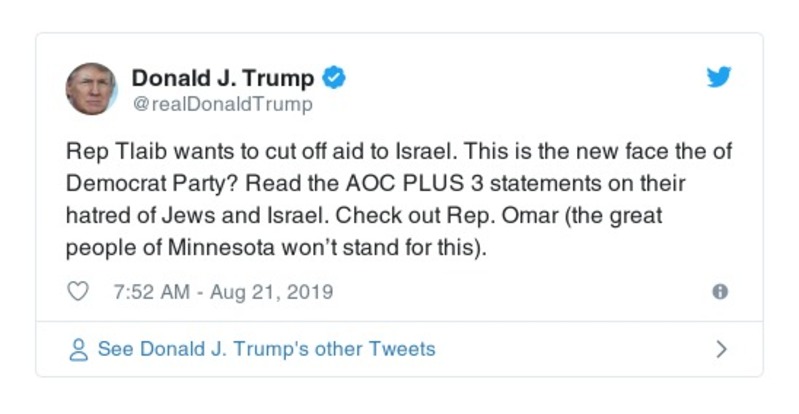 Donald J. Trump
@realDonaldTrump
Rep Tlaib wants to cut off aid to Israel. This is the new face the of
Democrat Party? Read the AOC PLUS 3 statements on their
hatred of Jews and Israel. Check out Rep. Omar (the great
people of Minnesota won’t stand for this).
7:52 AM - Aug 21, 2019
See Donald J. Trump's other Tweets